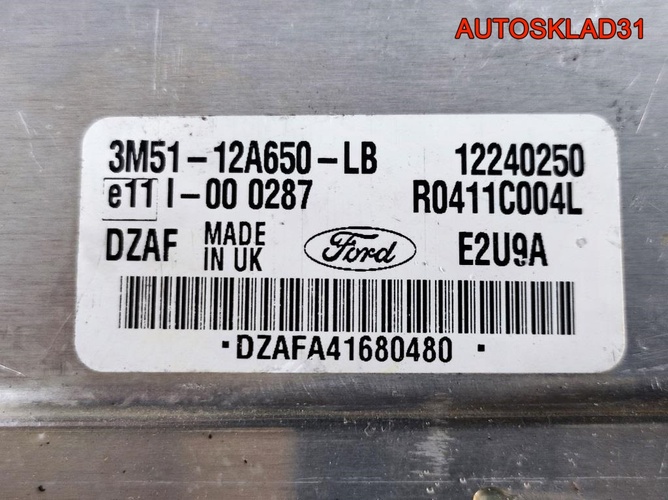 AUTOSKLAD31
3M51-12A650-LB 12240250
e11 I-00 0287 R0411C004L
DZAF MADE IN UK Ford E2U9A
·DZAFA41680480·